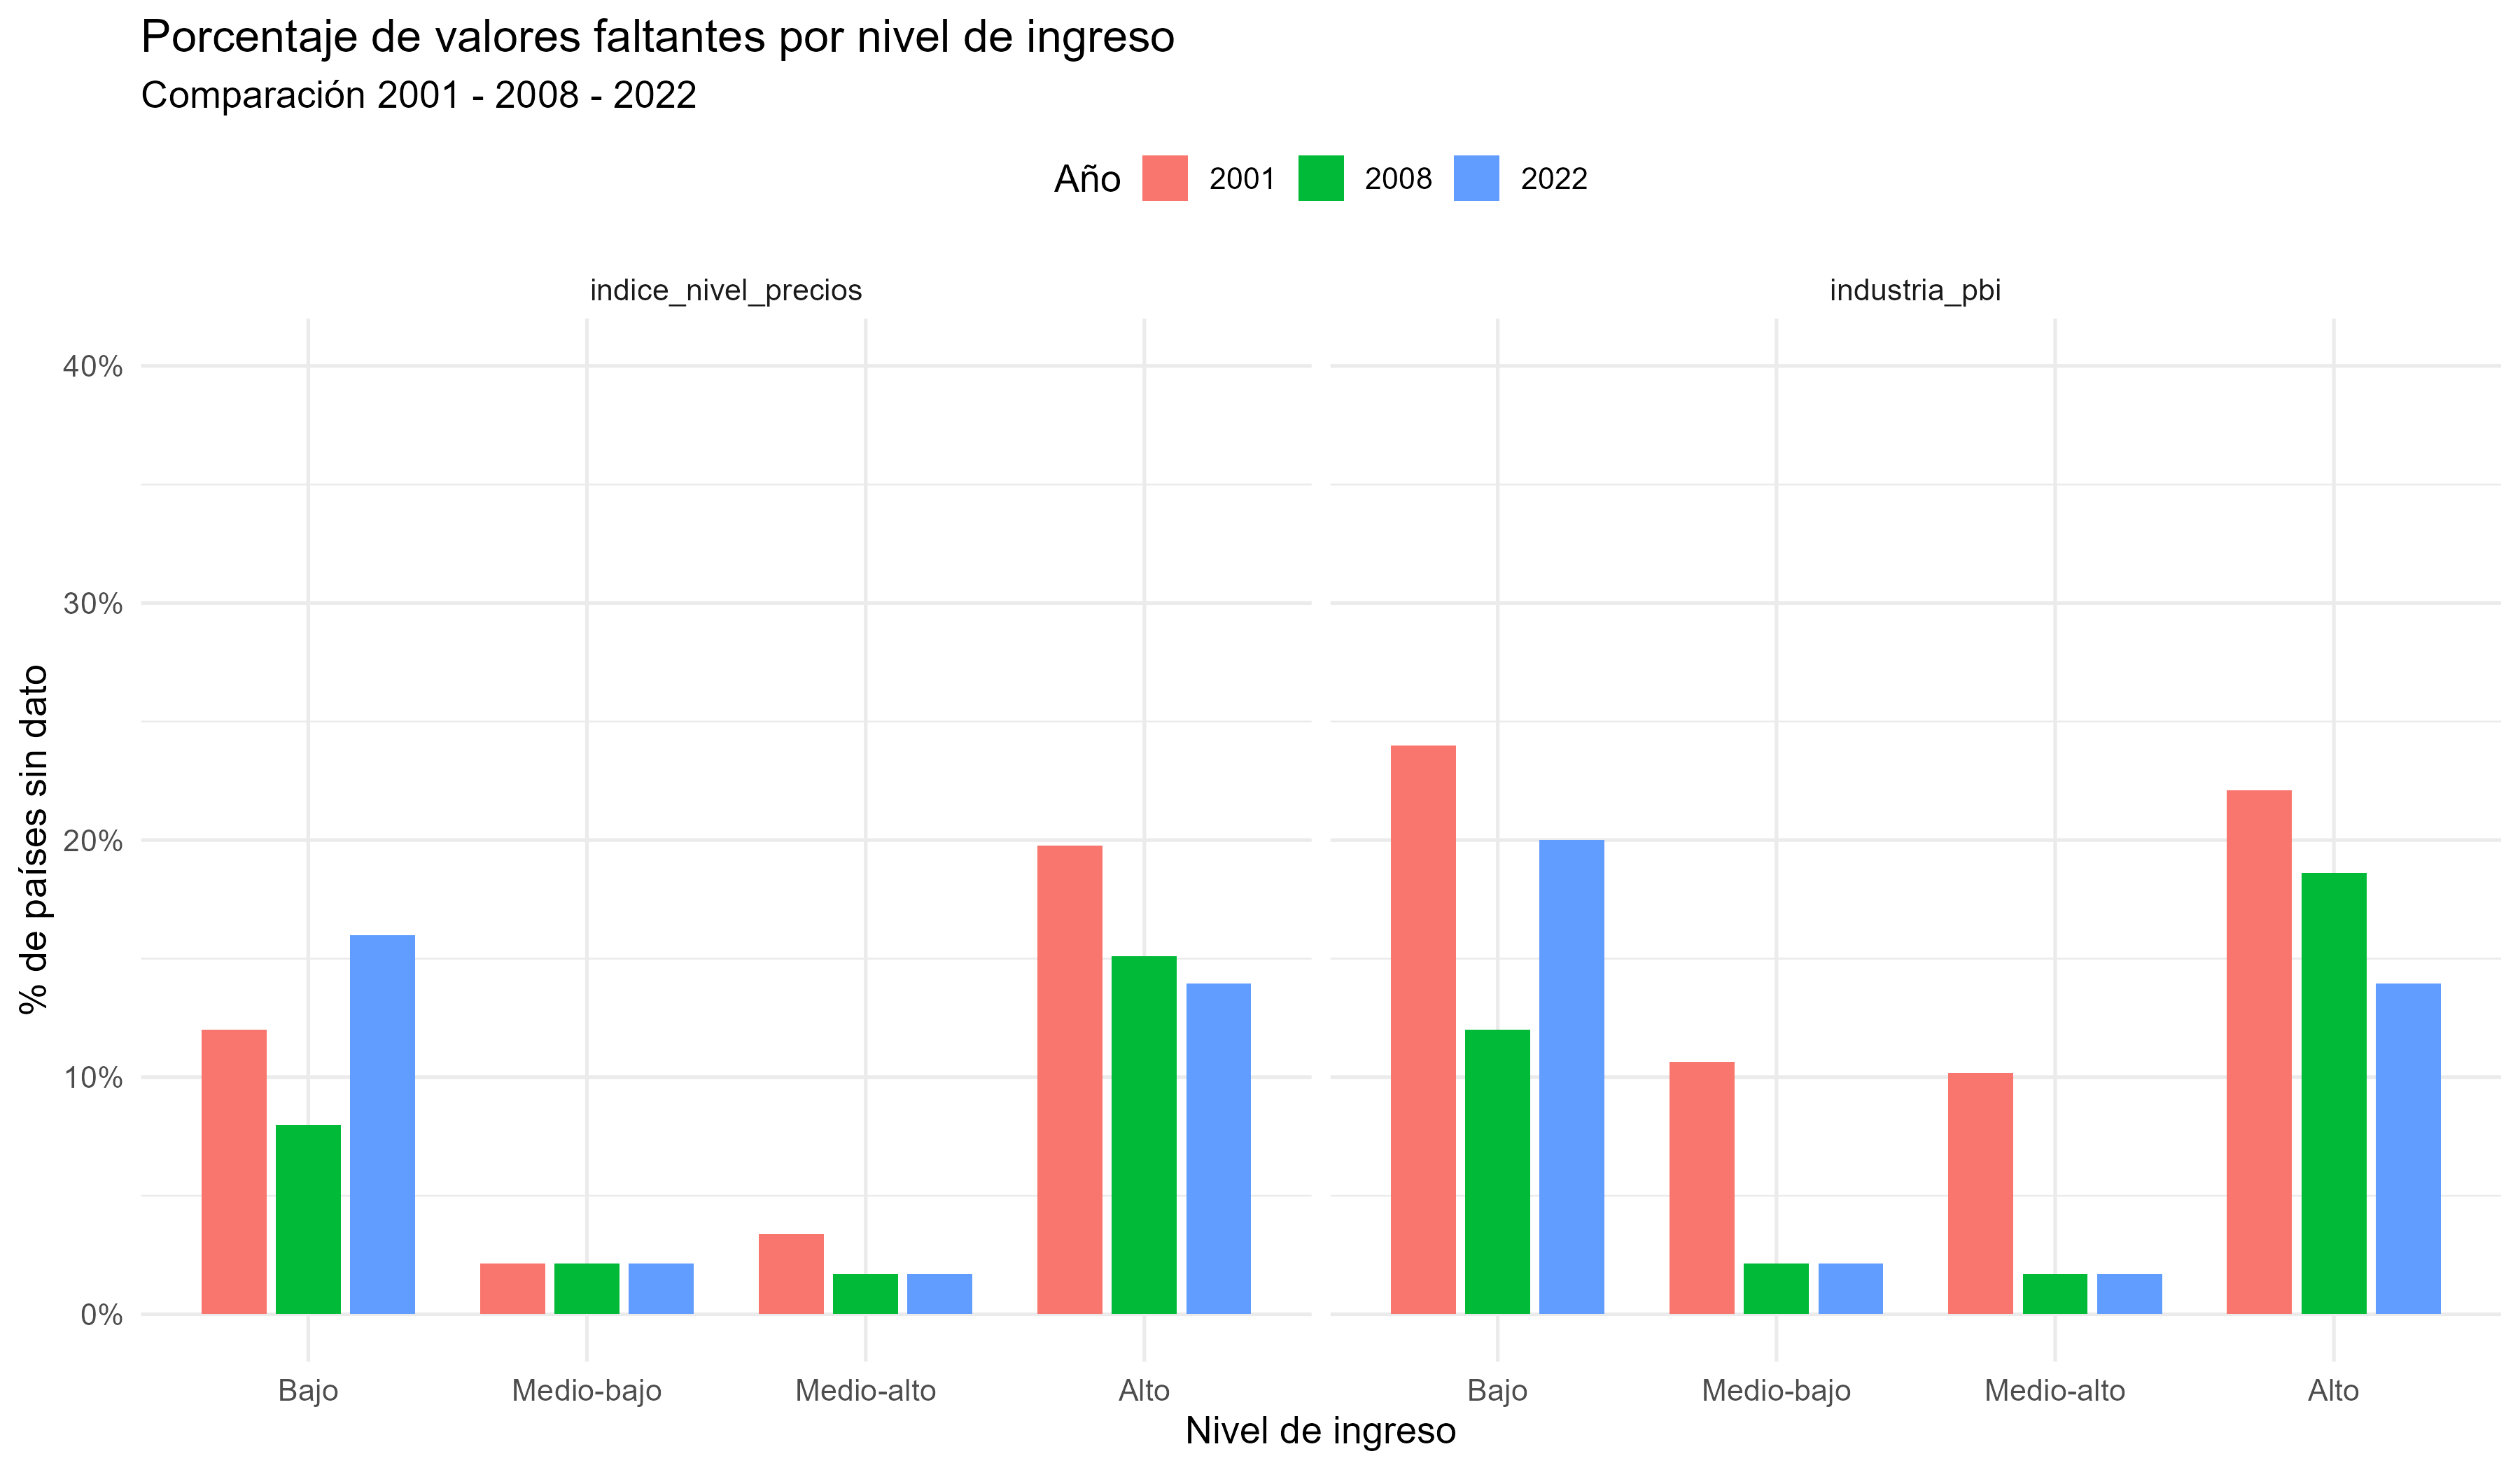 Porcentaje de valores faltantes por nivel de ingreso
Comparación 2001 - 2008 - 2022
Año 2001 2008 2022
indice_nivel_precios industria_pbi
40%
30%
20%
10%
0%
% de países sin dato
Bajo Medio-bajo Medio-alto Alto Bajo Medio-bajo Medio-alto Alto
Nivel de ingreso